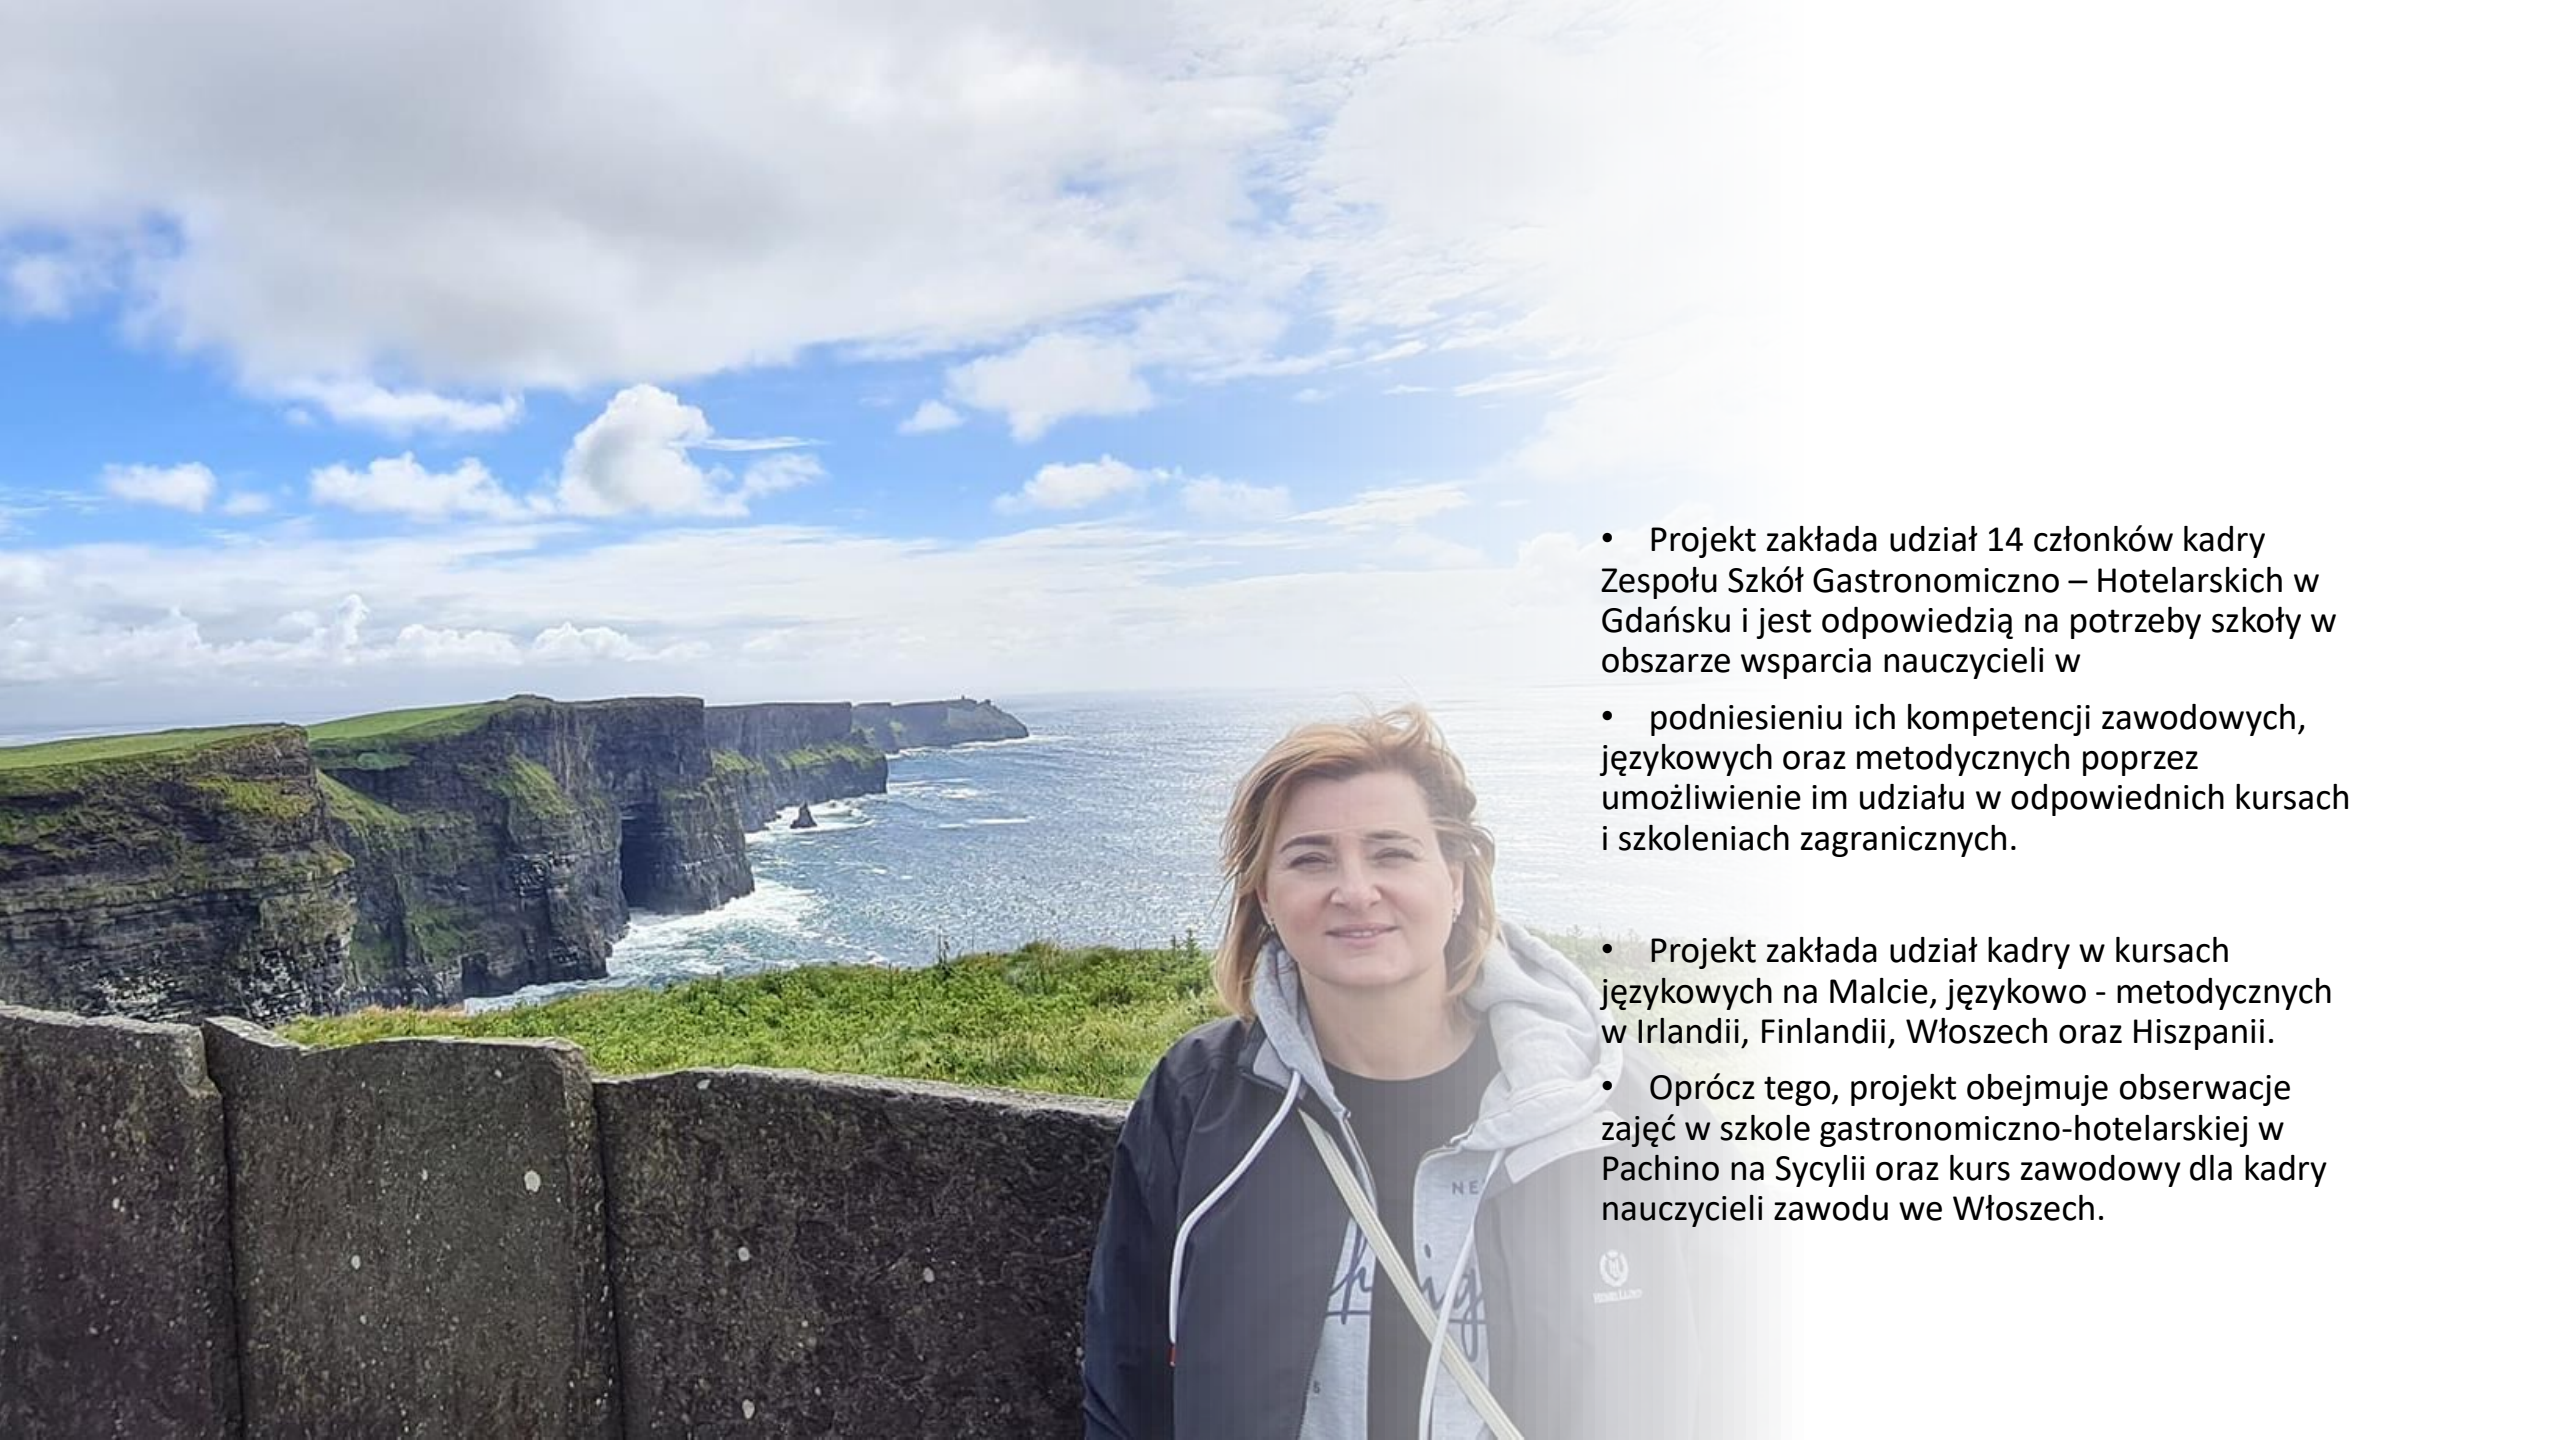 • Projekt zakłada udział 14 członków kadry
Zespołu Szkół Gastronomiczno – Hotelarskich w
Gdańsku i jest odpowiedzią na potrzeby szkoły w
obszarze wsparcia nauczycieli w
• podniesieniu ich kompetencji zawodowych,
językowych oraz metodycznych poprzez
umożliwienie im udziału w odpowiednich kursach
i szkoleniach zagranicznych.
• Projekt zakłada udział kadry w kursach
językowych na Malcie, językowo - metodycznych
w Irlandii, Finlandii, Włoszech oraz Hiszpanii.
• Oprócz tego, projekt obejmuje obserwacje
zajęć w szkole gastronomiczno-hotelarskiej w
Pachino na Sycylii oraz kurs zawodowy dla kadry
nauczycieli zawodu we Włoszech.
NE